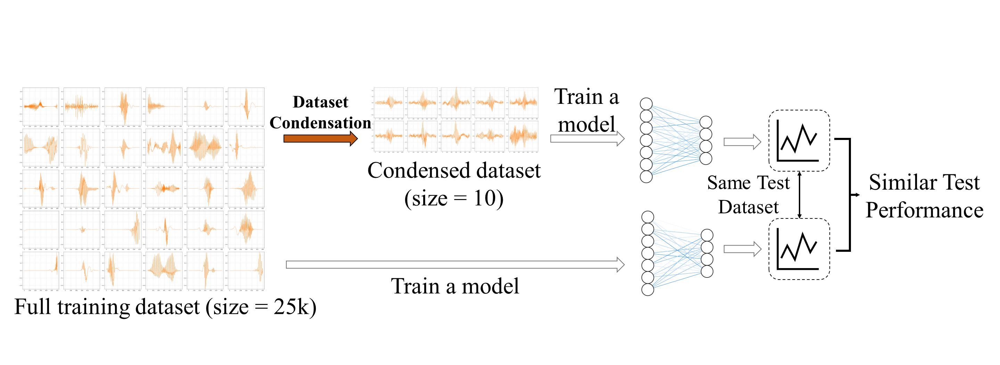 Dataset
Condensation
Train a
model
Condensed dataset
(size = 10)
Same Test
Dataset
Similar Test
Performance
Train a model
Full training dataset (size = 25k)